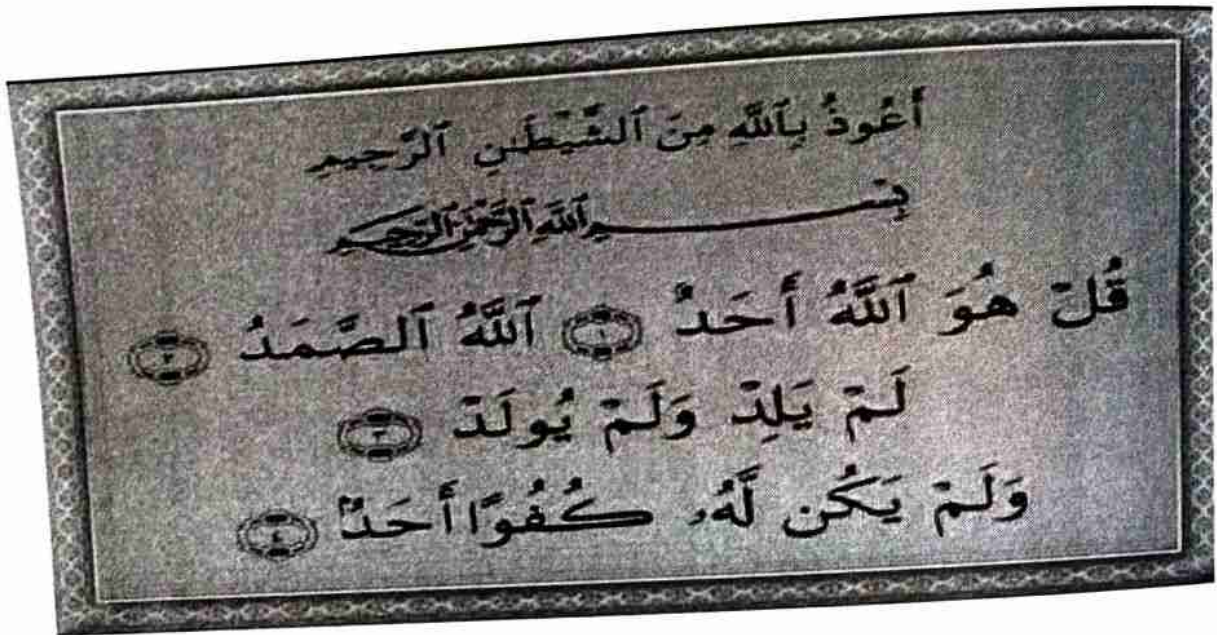 أَعُوذُ بِٱللَّهِ مِنَ ٱلشَّيْطَٰنِ ٱلرَّجِيمِ
بِسْمِ ٱللَّهِ ٱلرَّحْمَٰنِ ٱلرَّحِيمِ
قُلْ هُوَ ٱللَّهُ أَحَدٌ ١ ٱللَّهُ ٱلصَّمَدُ ٢
لَمْ يَلِدْ وَلَمْ يُولَدْ ٣
وَلَمْ يَكُن لَّهُۥ كُفُوًا أَحَدٌۢ ٤